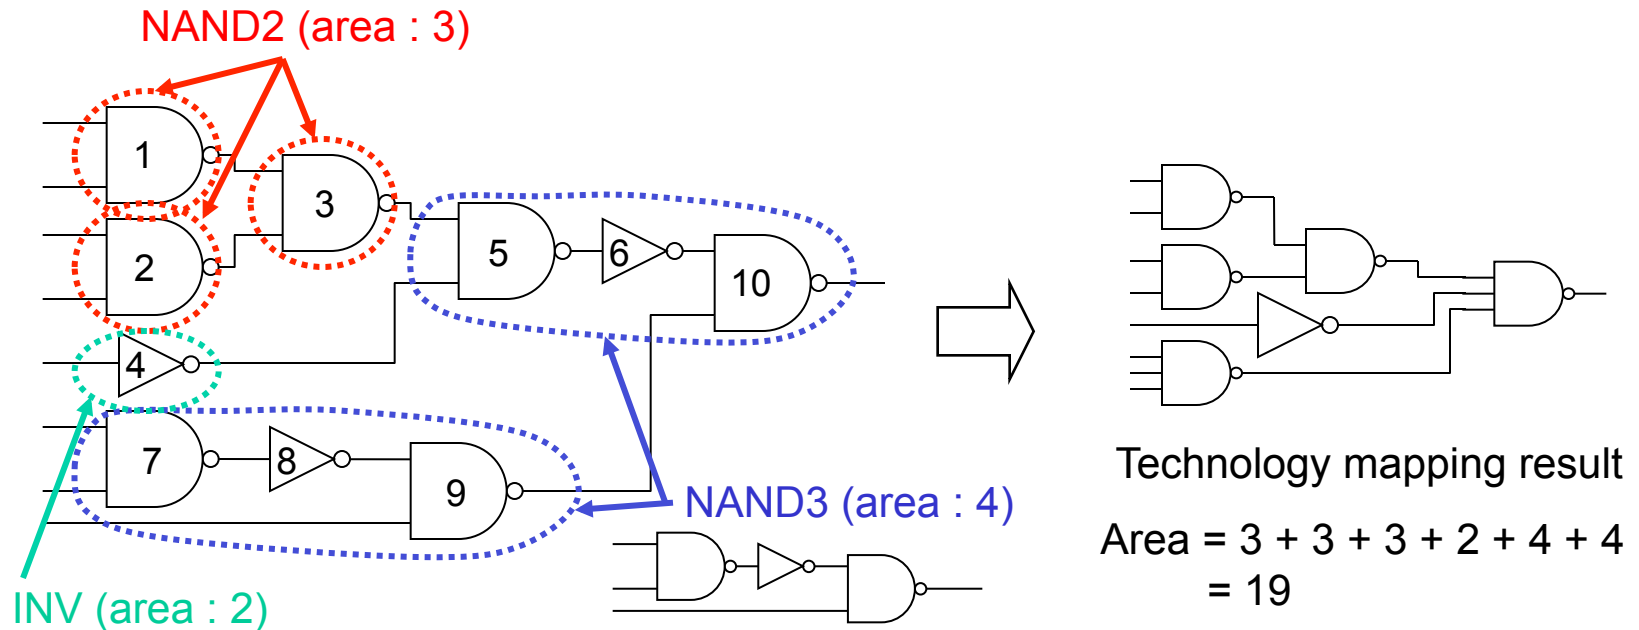 NAND2 (area : 3)
1
2
3
4
5
6
10
7
8
9
NAND3 (area : 4)
INV (area : 2)
Technology mapping result
Area = 3 + 3 + 3 + 2 + 4 + 4
= 19